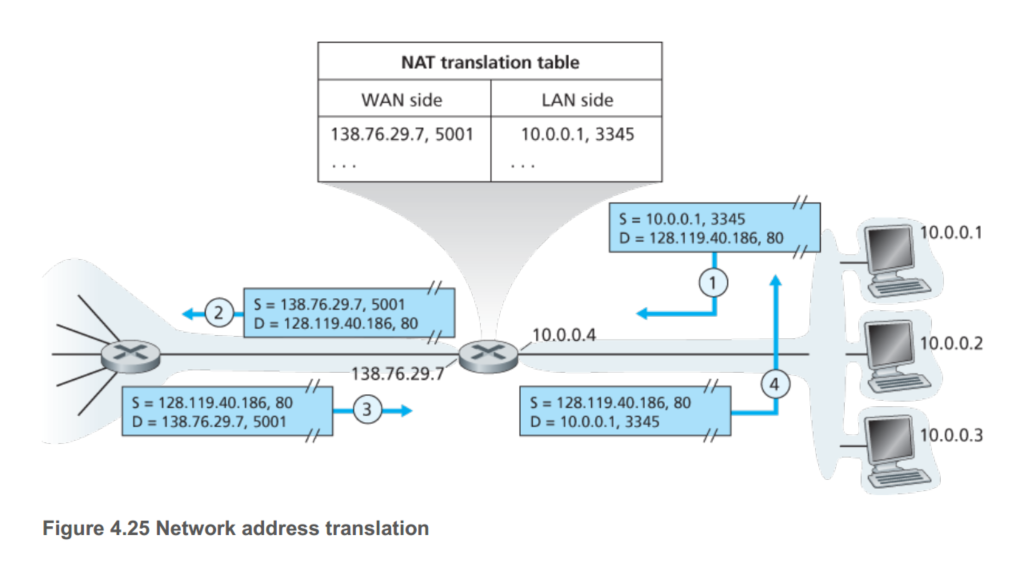 NAT translation table
WAN side
LAN side
138.76.29.7, 5001
10.0.0.1, 3345
. . .
. . .
S = 10.0.0.1, 3345
D = 128.119.40.186, 80
1
10.0.0.1
2
S = 138.76.29.7, 5001
D = 128.119.40.186, 80
10.0.0.4
10.0.0.2
138.76.29.7
S = 128.119.40.186, 80
D = 138.76.29.7, 5001
3
S = 128.119.40.186, 80
D = 10.0.0.1, 3345
4
10.0.0.3
Figure 4.25 Network address translation